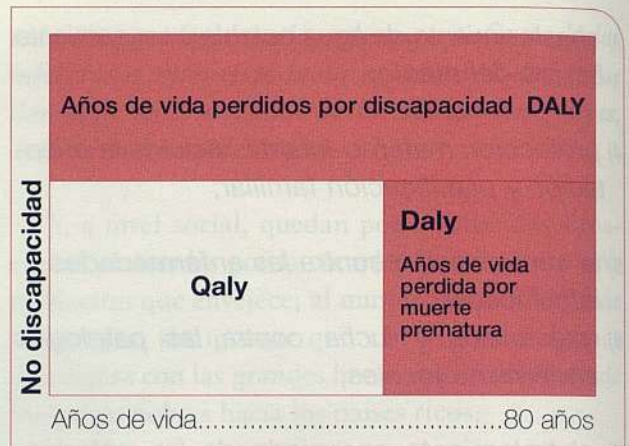 Años de vida perdidos por discapacidad DALY
No discapacidad
Qaly
Daly
Años de vida
perdida por
muerte
prematura
Años de vida....................................80 años